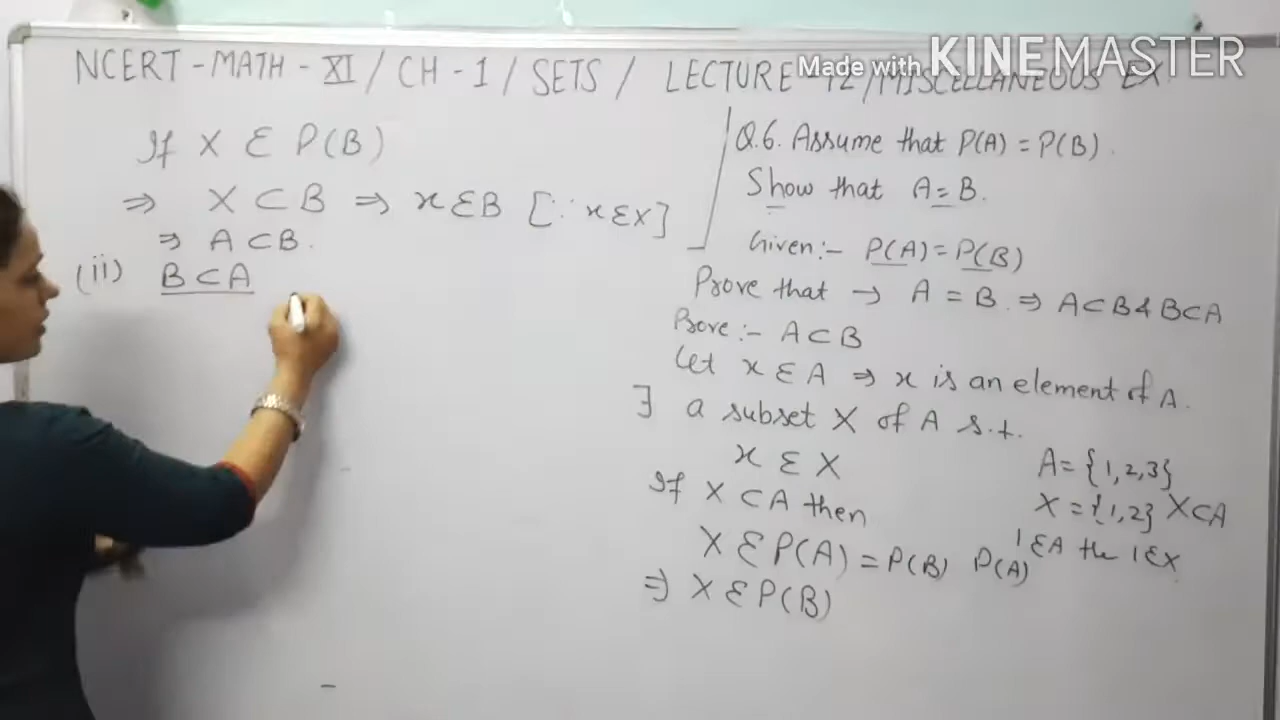 NCERT - MATH - XI / CH - 1 / SETS / LECTURE - 42 / MISCELLANEOUS EX
Made with KINEMASTER
If X Ɛ P(B)
⇒ X ⊂ B ⇒ x Ɛ B [∵ x Ɛ X]
⇒ A ⊂ B.
(ii) B ⊂ A
Q.6. Assume that P(A) = P(B).
Show that A = B.
Given:- P(A) = P(B)
Prove that → A = B. ⇒ A ⊂ B & B ⊂ A
Prove:- A ⊂ B
Let x Ɛ A ⇒ x is an element of A.
∃ a subset X of A s.t.
x Ɛ X
If X ⊂ A then
X Ɛ P(A) = P(B)
⇒ X Ɛ P(B)
A = {1,2,3}
X = {1,2} X ⊂ A
1 Ɛ A the 1 Ɛ X
P(A)